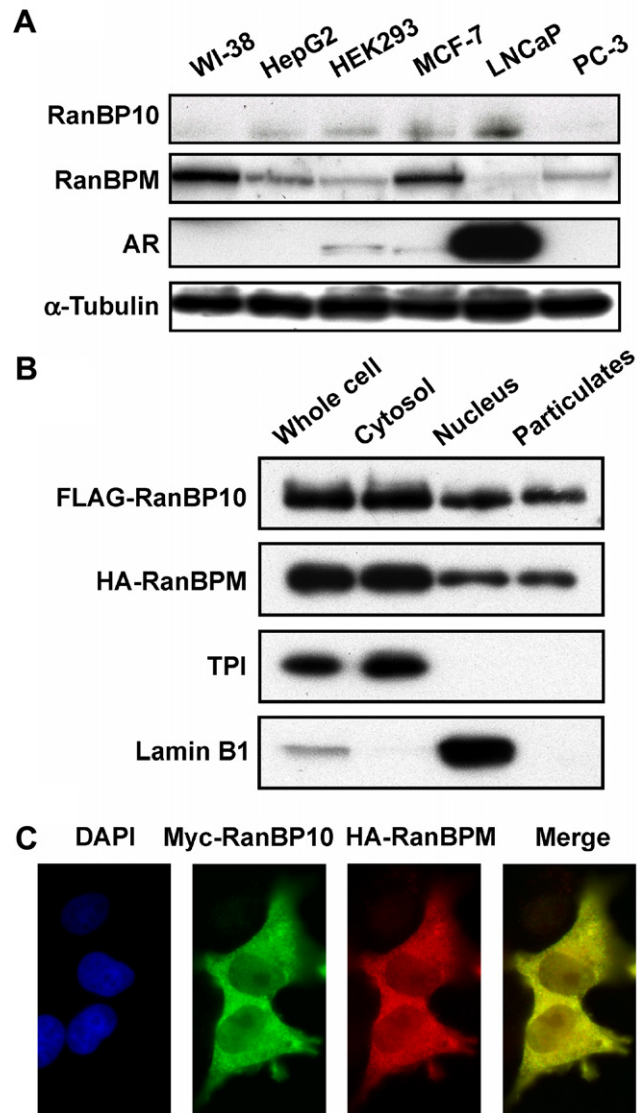 A
WI-38 HepG2 HEK293 MCF-7 LNCaP PC-3
RanBP10
RanBPM
AR
α-Tubulin
B
Whole cell Cytosol Nucleus Particulates
FLAG-RanBP10
HA-RanBPM
TPI
Lamin B1
C DAPI Myc-RanBP10 HA-RanBPM Merge